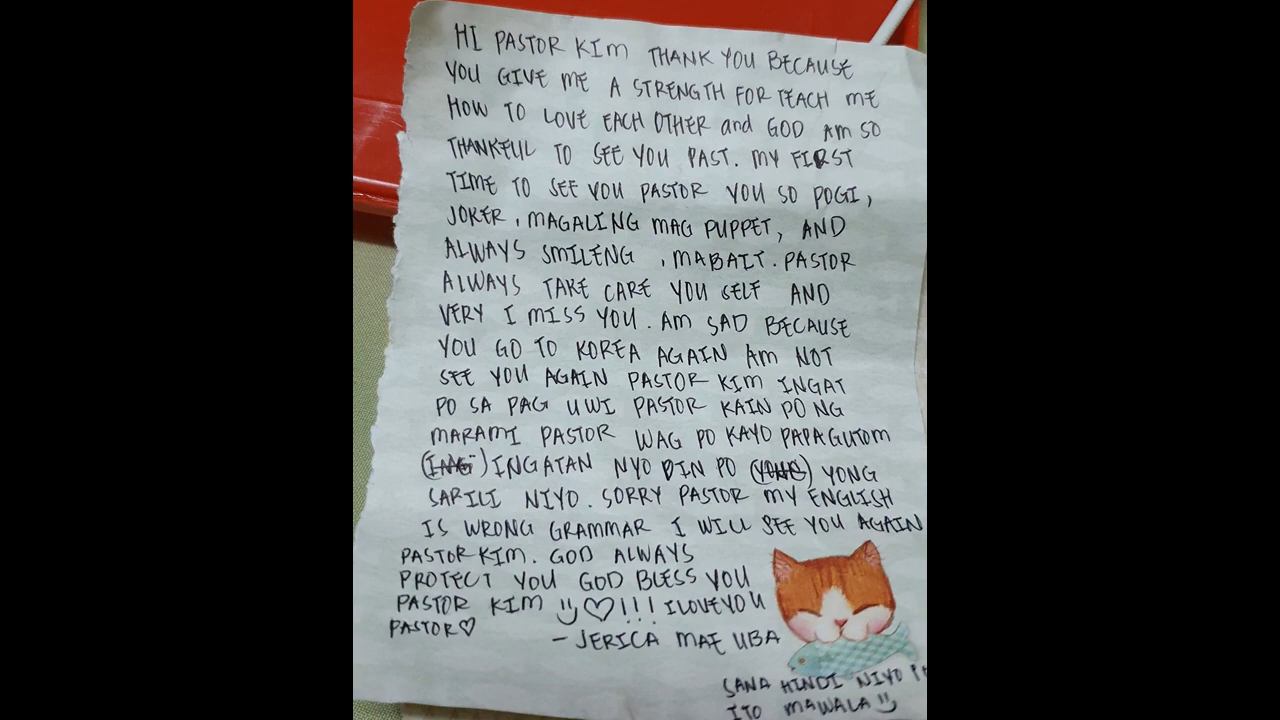 HI PASTOR KIM THANK YOU BECAUSE
YOU GIVE ME A STRENGTH FOR TEACH ME
HOW TO LOVE EACH OTHER and GOD AM SO
THANKFUL TO SEE YOU PAST. MY FIRST
TIME TO SEE YOU PASTOR YOU SO POGI,
JOKER, MAGALING MAG PUPPET, AND
ALWAYS SMILENG, MABAIT. PASTOR
ALWAYS TAKE CARE YOU SELF AND
VERY I MISS YOU. AM SAD BECAUSE
YOU GO TO KOREA AGAIN AM NOT
SEE YOU AGAIN PASTOR KIM INGAT
PO SA PAG UWI PASTOR KAIN PO NG
MARAMI PASTOR WAG PO KAYO PAPAGUTOM
INGATAN NYO DIN PO YONG
SARILI NIYO. SORRY PASTOR MY ENGLISH
IS WRONG GRAMMAR I WILL SEE YOU AGAIN
PASTOR KIM. GOD ALWAYS
PROTECT YOU GOD BLESS YOU
PASTOR KIM !!! I LOVE YOU
PASTOR♡
- JERICA MAE UBA
SANA HINDI NIYO
ITO MAWALA